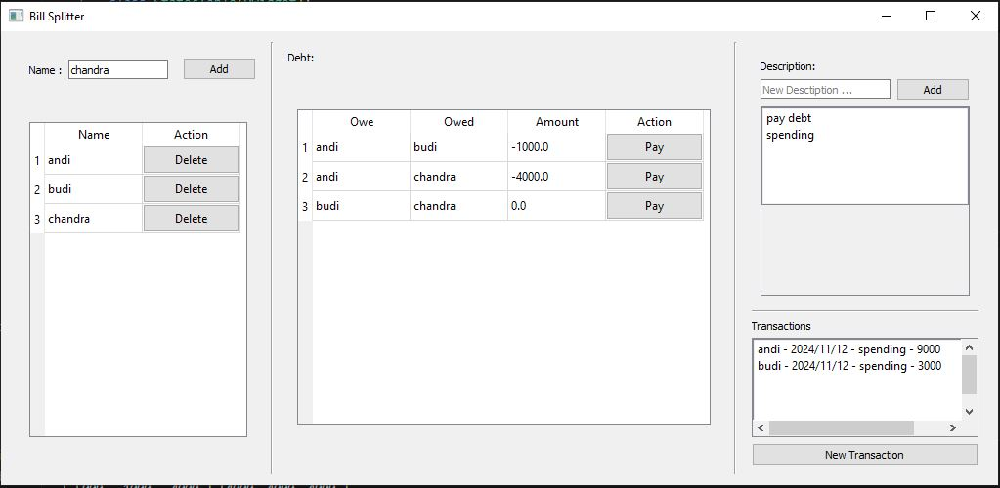 Bill Splitter
Name : chandra Add
Name Action
1 andi Delete
2 budi Delete
3 chandra Delete
Debt:
Owe Owed Amount Action
1 andi budi -1000.0 Pay
2 andi chandra -4000.0 Pay
3 budi chandra 0.0 Pay
Description:
New Desctiption ... Add
pay debt
spending
Transactions
andi - 2024/11/12 - spending - 9000
budi - 2024/11/12 - spending - 3000
New Transaction